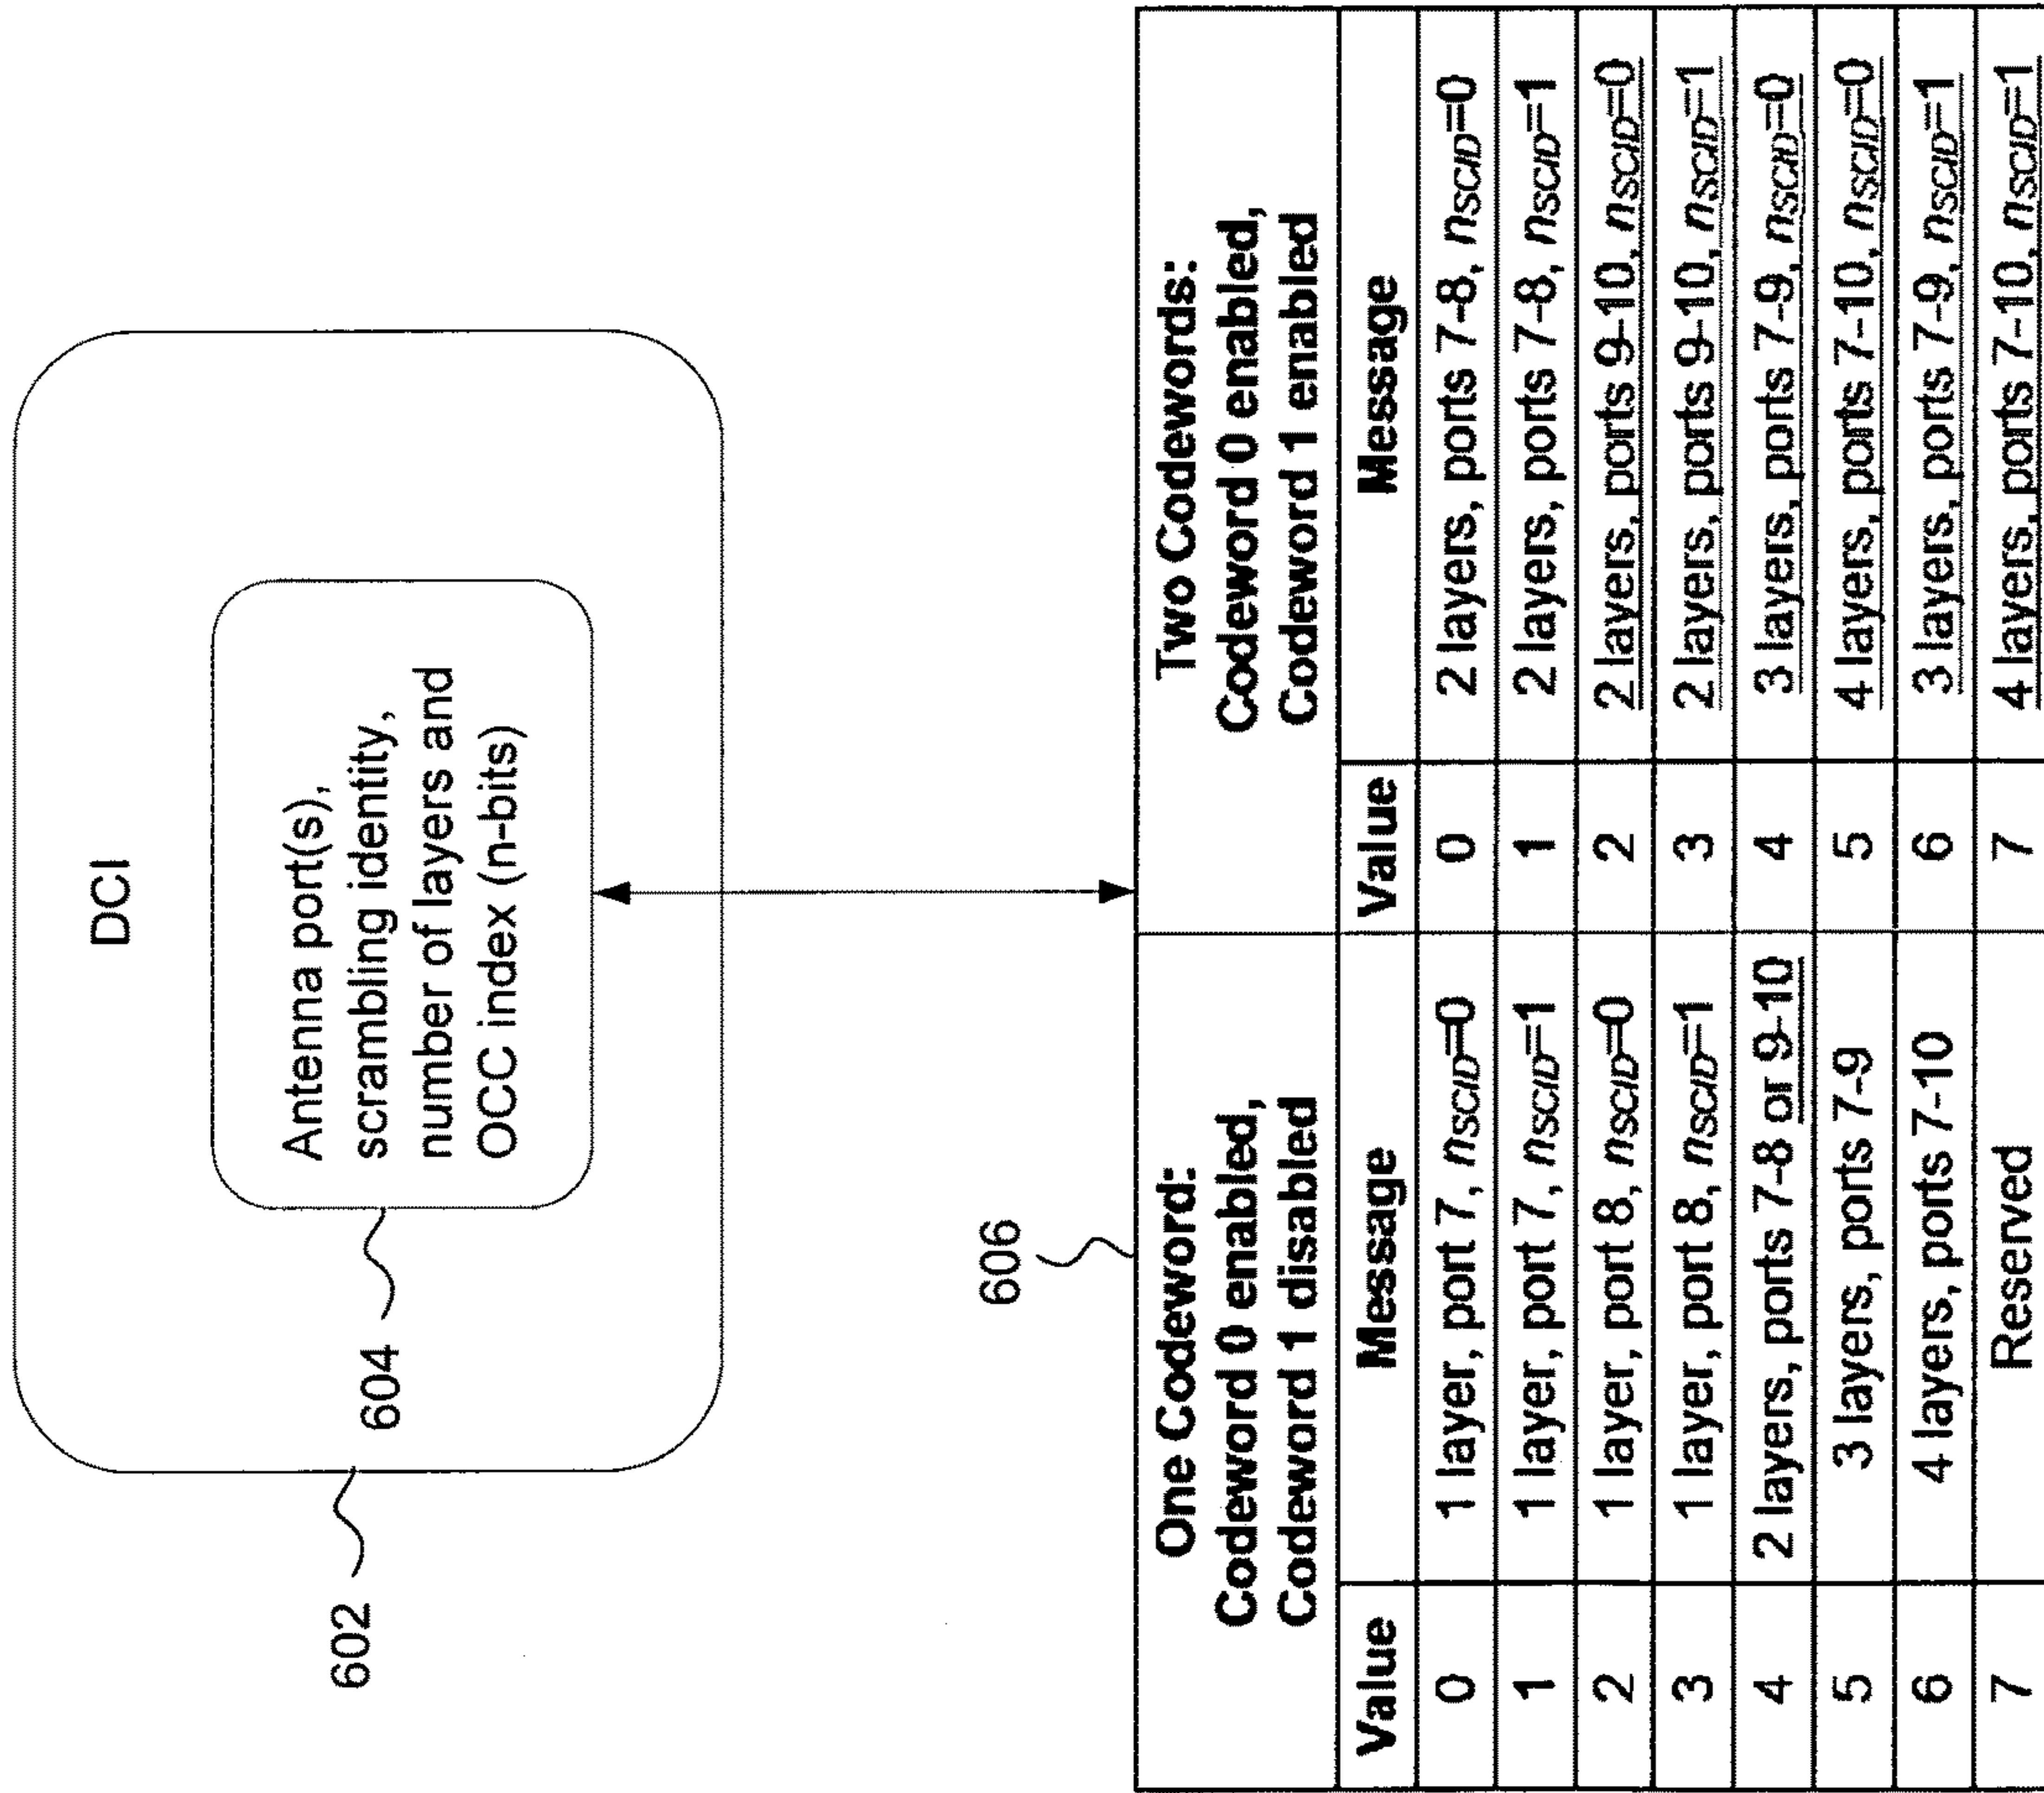 DCI
Antenna port(s),
scrambling identity,
number of layers and
OCC index (n-bits)
602
604
606
One Codeword:
Codeword 0 enabled,
Codeword 1 disabled
Two Codewords:
Codeword 0 enabled,
Codeword 1 enabled
Value Message Value Message
0 1 layer, port 7, nSCID=0 0 2 layers, ports 7-8, nSCID=0
1 1 layer, port 7, nSCID=1 1 2 layers, ports 7-8, nSCID=1
2 1 layer, port 8, nSCID=0 2 2 layers, ports 9-10, nSCID=0
3 1 layer, port 8, nSCID=1 3 2 layers, ports 9-10, nSCID=1
4 2 layers, ports 7-8 or 9-10 4 3 layers, ports 7-9, nSCID=0
5 3 layers, ports 7-9 5 4 layers, ports 7-10, nSCID=0
6 4 layers, ports 7-10 6 3 layers, ports 7-9, nSCID=1
7 Reserved 7 4 layers, ports 7-10, nSCID=1